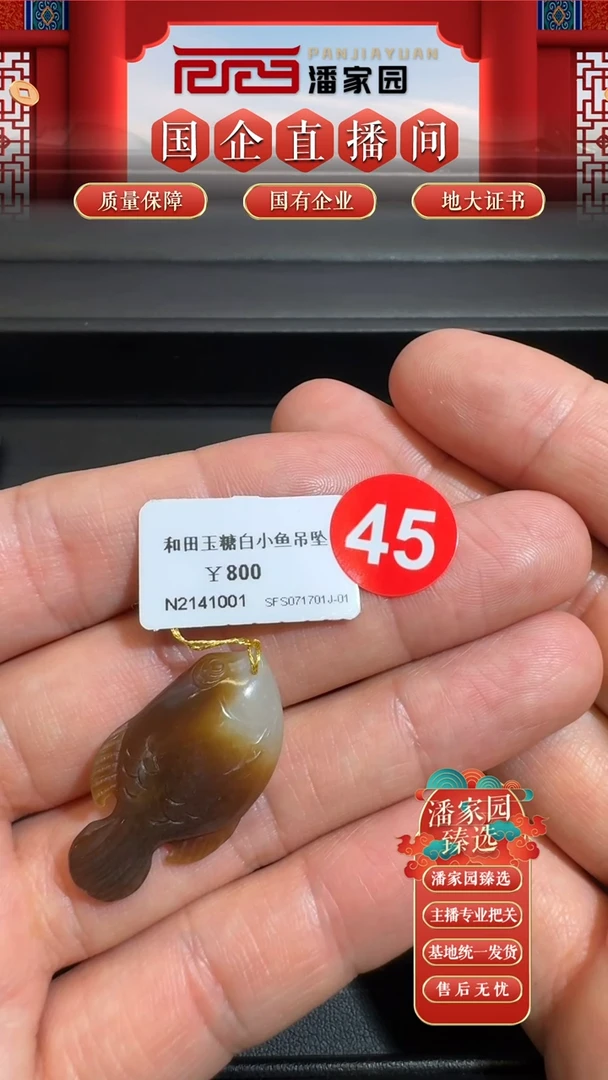 PANJIAYUAN
潘家园
国企直播间
质量保障
国有企业
地大证书
和田玉糖白小鱼吊坠
¥800
N2141001 SFS071701J-01
45
潘家园
臻选
潘家园臻选
主播专业把关
基地统一发货
售后无忧